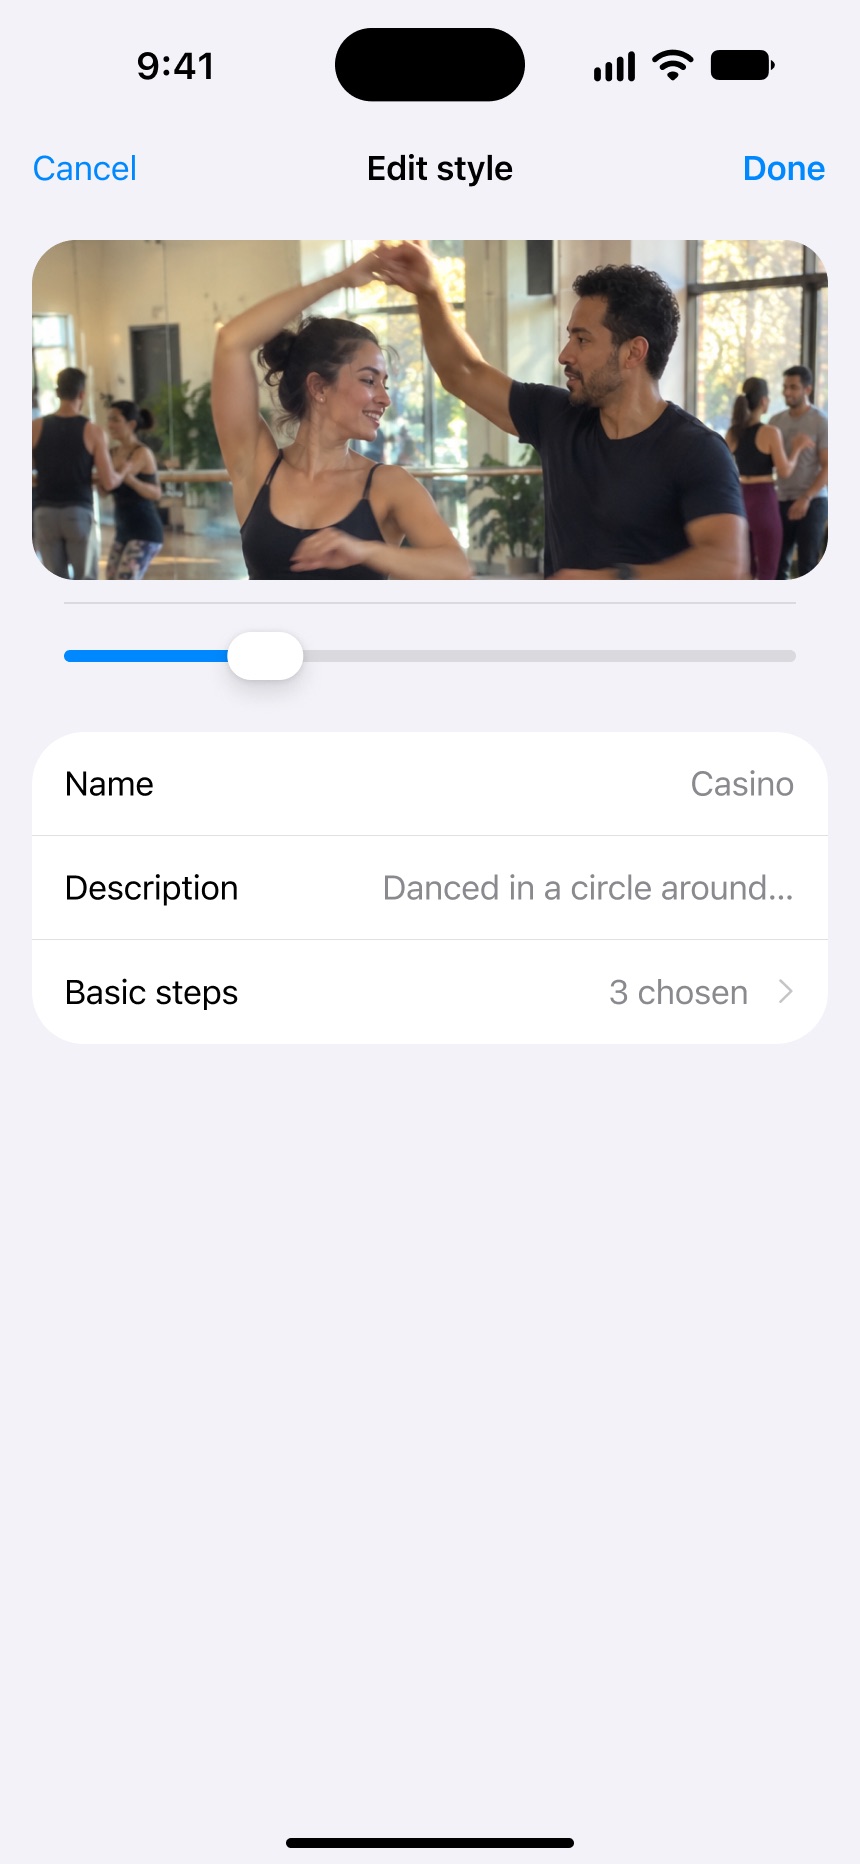 9:41
Cancel
Edit style
Done
Name
Casino
Description
Danced in a circle around...
Basic steps
3 chosen